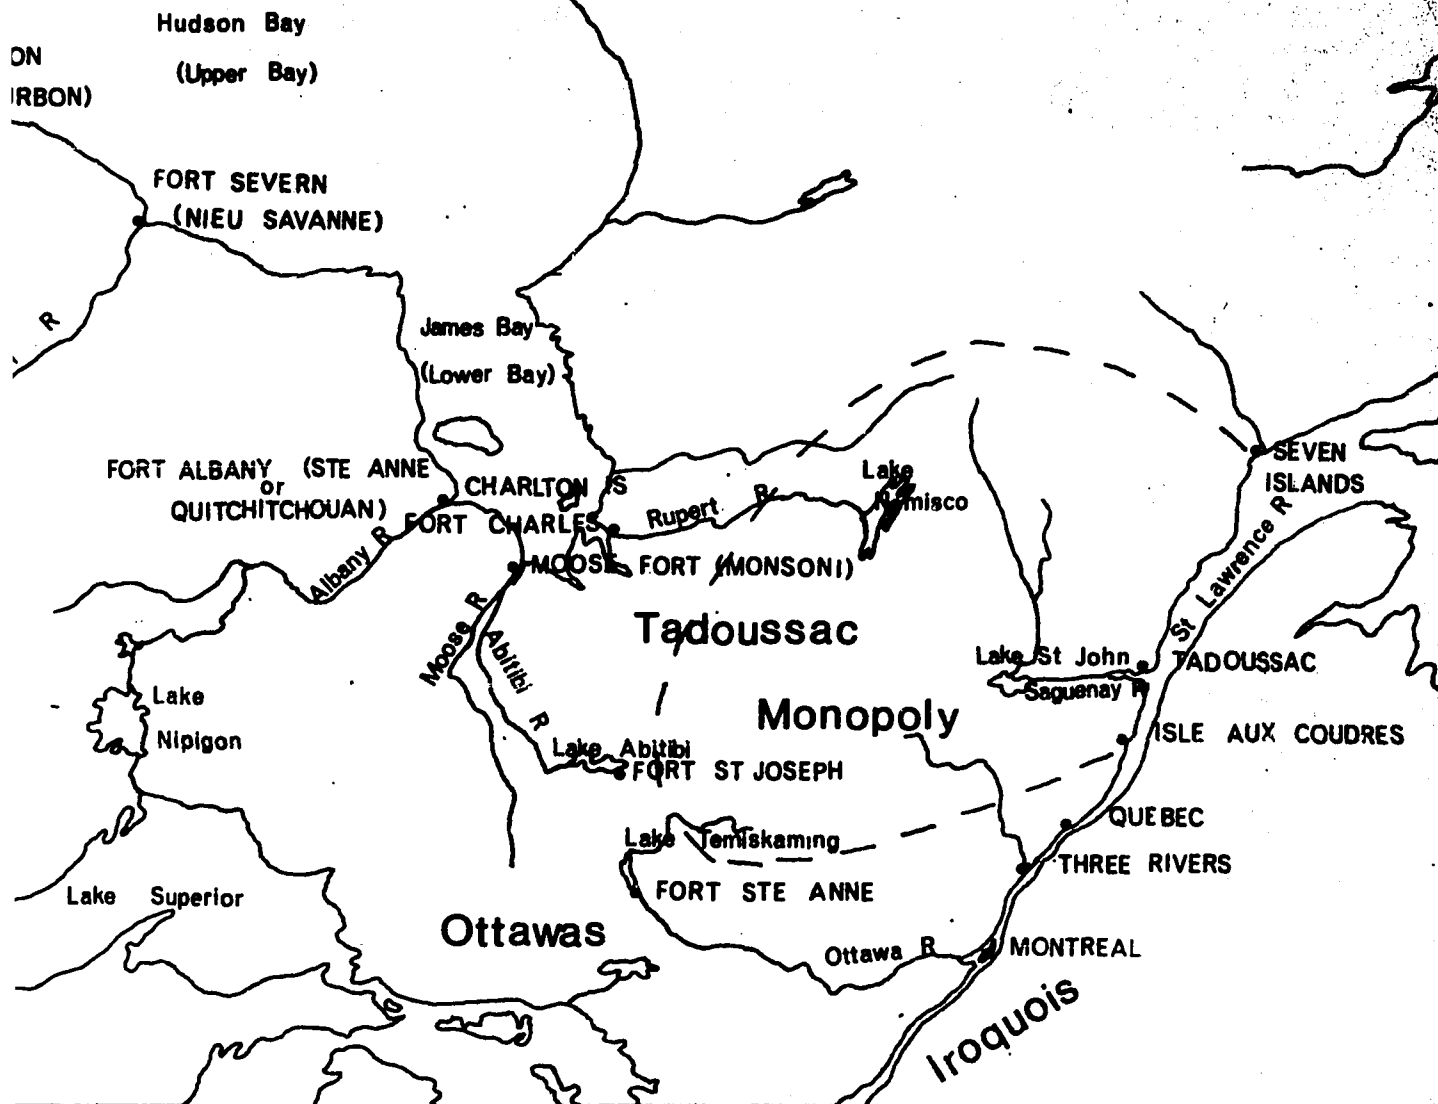 Hudson Bay
ON
(Upper Bay)
IRBON)
FORT SEVERN
(NIEU SAVANNE)
R
James Bay
(Lower Bay)
FORT ALBANY (STE ANNE
or
QUITCHITCHOUAN)
CHARLTON IS
FORT CHARLES
Rupert R
Lake
Nemisco
SEVEN
ISLANDS
Albany R
MOOSE FORT (MONSONI)
St Lawrence R
Moose R
Abitibi R
Tadoussac
Monopoly
Lake St John
TADOUSSAC
Saguenay R
ISLE AUX COUDRES
Lake
Nipigon
Lake Abitibi
FORT ST JOSEPH
QUEBEC
Lake Temiskaming
THREE RIVERS
FORT STE ANNE
Lake Superior
Ottawas
Ottawa R
MONTREAL
Iroquois